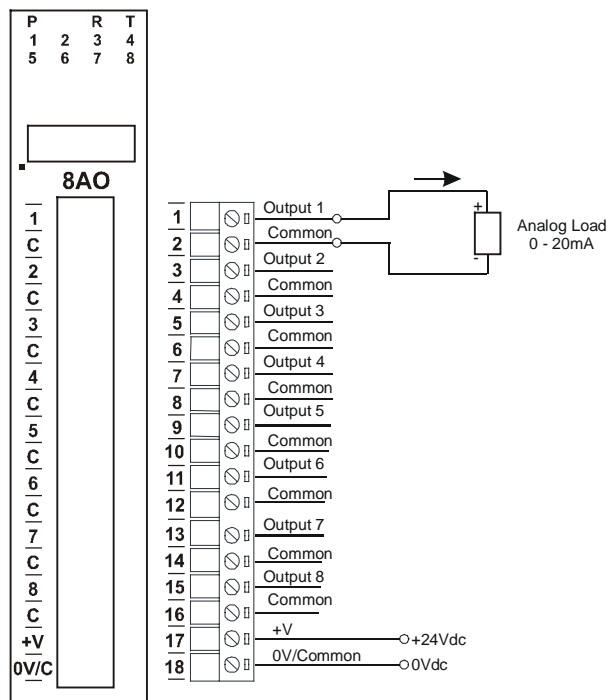 P R T
1 2 3 4
5 6 7 8
8AO
1
C
2
C
3
C
4
C
5
C
6
C
7
C
8
C
+V
0V/C
1 Output 1
2 Common
3 Output 2
4 Common
5 Output 3
6 Common
7 Output 4
8 Common
9 Output 5
10 Common
11 Output 6
12 Common
13 Output 7
14 Common
15 Output 8
16 Common
17 +V +24Vdc
18 0V/Common 0Vdc
+
-
Analog Load
0 - 20mA